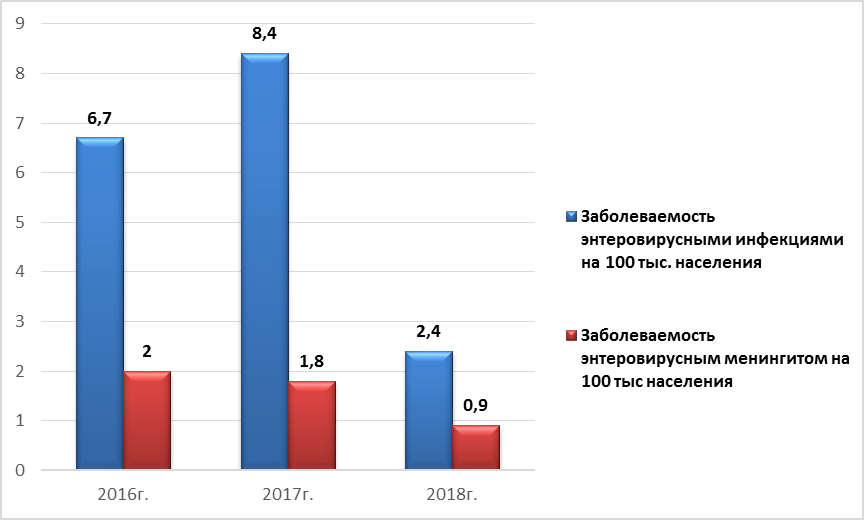 9
8
7
6
5
4
3
2
1
0
6,7
2
8,4
1,8
2,4
0,9
2016г.
2017г.
2018г.
Заболеваемость
энтеровирусными инфекциями
на 100 тыс. населения
Заболеваемость
энтеровирусным менингитом на
100 тыс населения